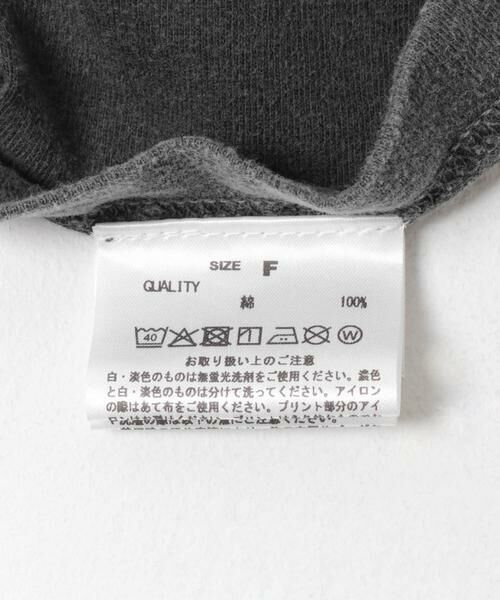 SIZE F
QUALITY
綿 100%
40 W
お取り扱い上のご注意
白・淡色のものは無蛍光洗剤をご使用ください。濃色
と白・淡色のものは分けて洗ってください。アイロン
の際はあて布をご使用ください。プリント部分のアイ